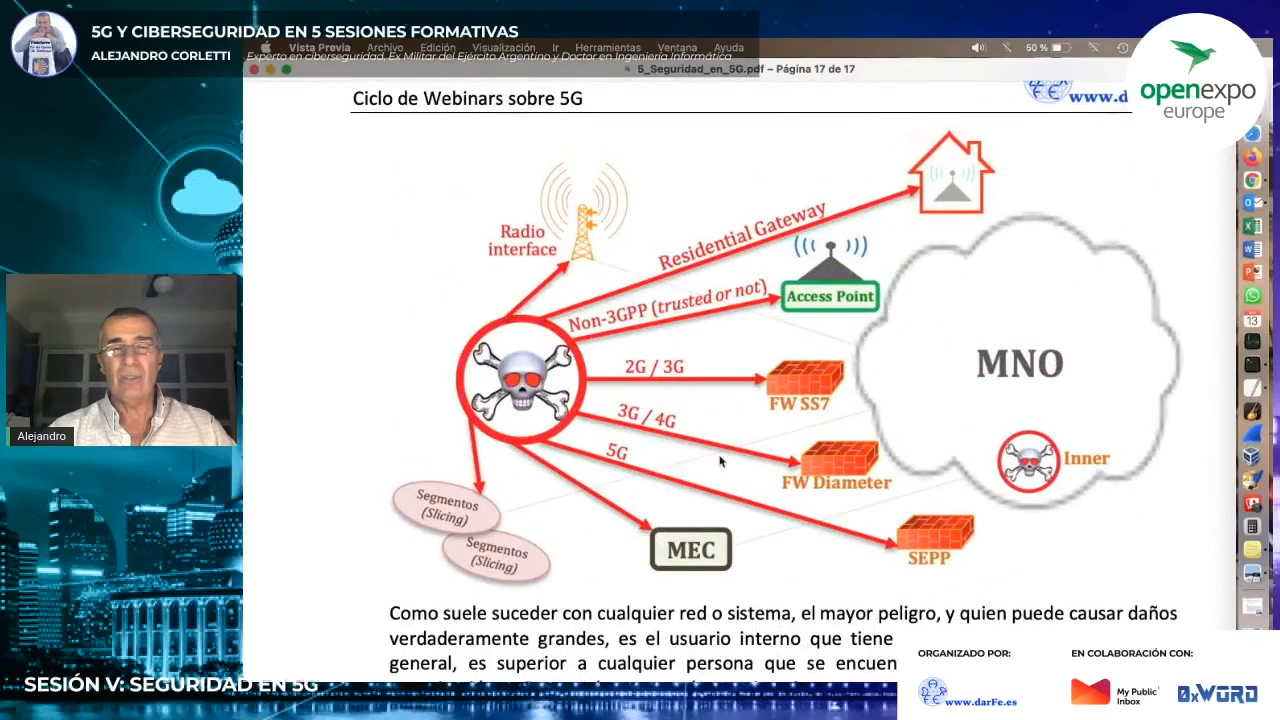 5G Y CIBERSEGURIDAD EN 5 SESIONES FORMATIVAS
ALEJANDRO CORLETTI Experto en ciberseguridad, Ex Militar del Ejército Argentino y Doctor en Ingeniería Informática
Vista Previa Archivo Edición Visualización Ir Herramientas Ventana Ayuda
50 %
5_Seguridad_en_5G.pdf – Página 17 de 17
openexpo
europe
Ciclo de Webinars sobre 5G
www.d
Radio
interface
Residential Gateway
Non-3GPP (trusted or not)
Access Point
2G / 3G
FW SS7
MNO
3G / 4G
FW Diameter
Inner
5G
SEPP
Segmentos
(Slicing)
Segmentos
(Slicing)
MEC
Alejandro
Como suele suceder con cualquier red o sistema, el mayor peligro, y quien puede causar daños
verdaderamente grandes, es el usuario interno que tiene
general, es superior a cualquier persona que se encuen
SESIÓN V: SEGURIDAD EN 5G
ORGANIZADO POR:
www.darFe.es
EN COLABORACIÓN CON:
My Public
Inbox
0xWORD